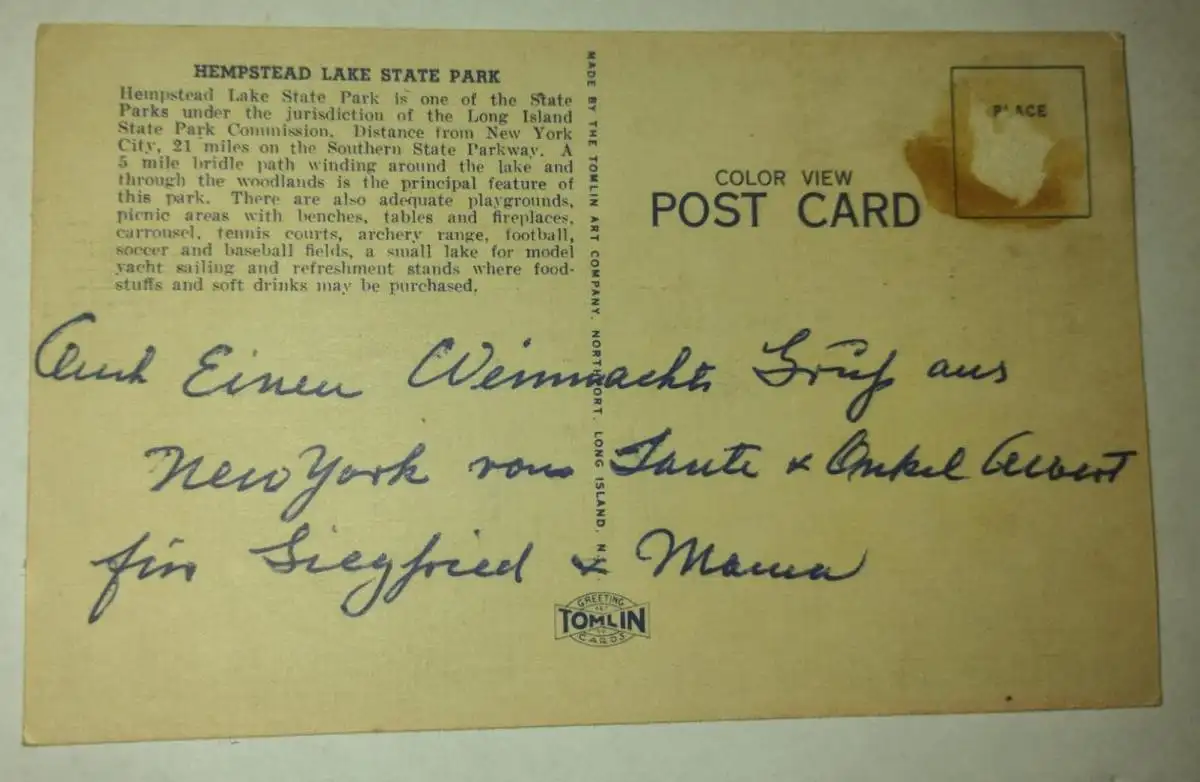 HEMPSTEAD LAKE STATE PARK
Hempstead Lake State Park is one of the State
Parks under the jurisdiction of the Long Island
State Park Commission. Distance from New York
City, 21 miles on the Southern State Parkway. A
5 mile bridle path winding around the lake and
through the woodlands is the principal feature of
this park. There are also adequate playgrounds,
picnic areas with benches, tables and fireplaces,
carrousel, tennis courts, archery range, football,
soccer and baseball fields, a small lake for model
yacht sailing and refreshment stands where food-
stuffs and soft drinks may be purchased.
MADE BY THE TOMLIN ART COMPANY, NORTHPORT, LONG ISLAND, N.Y.
COLOR VIEW
POST CARD
PLACE
Auch Einen Weinnachts Gruß aus
New York von Tante & Onkel Albert
für Siegfried & Mama
GREETING
ART
TOMLIN
CARDS